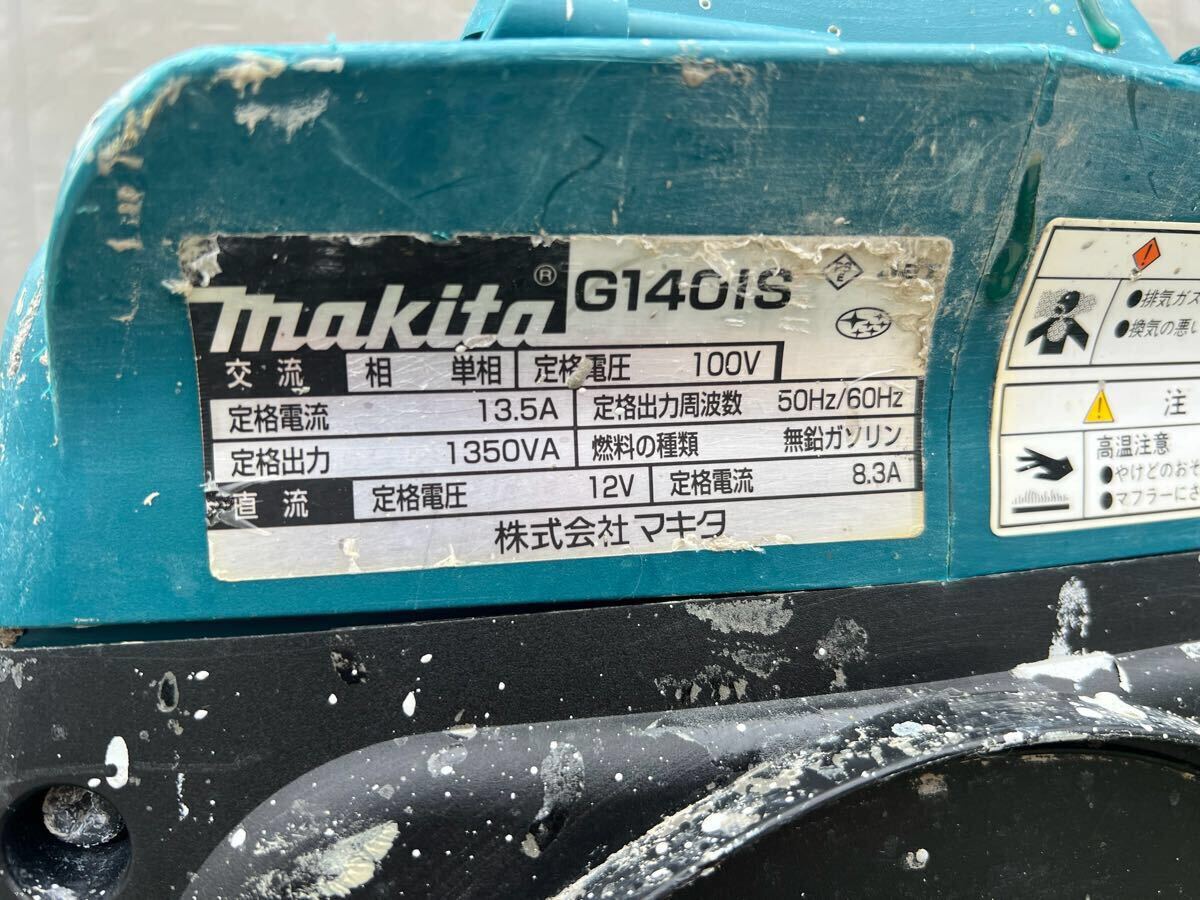 makita® G140IS
交流 相 単相 定格電圧 100V
定格電流 13.5A 定格出力周波数 50Hz/60Hz
定格出力 1350VA 燃料の種類 無鉛ガソリン
直流 定格電圧 12V 定格電流 8.3A
株式会社マキタ
●排気ガス
●換気の悪い
注
高温注意
●やけどのおそ
●マフラーにさ